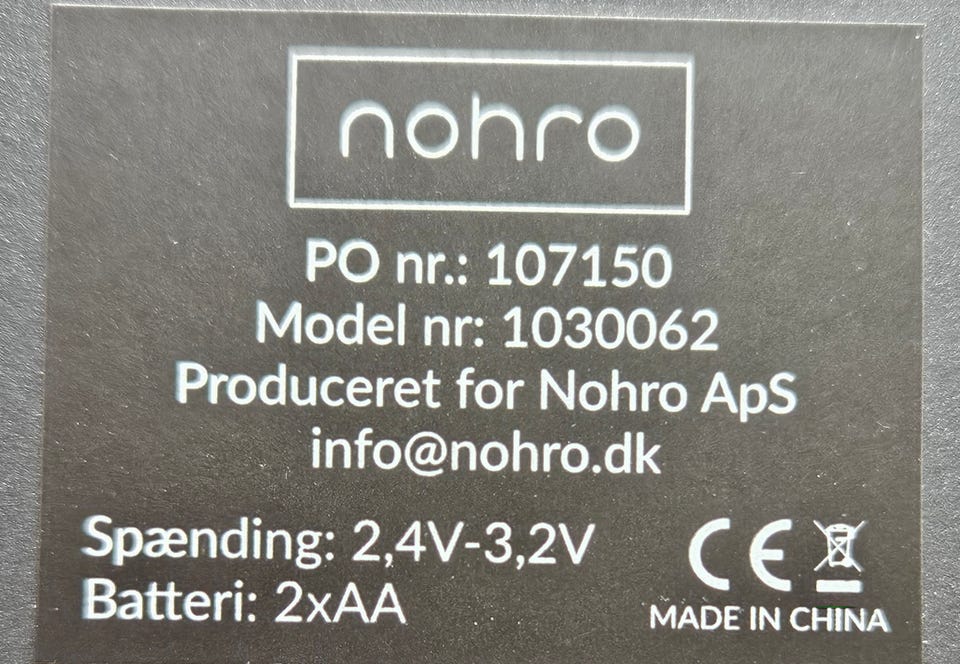 nohro
PO nr.: 107150
Model nr: 1030062
Produceret for Nohro ApS
info@nohro.dk
Spænding: 2,4V-3,2V
Batteri: 2xAA
CE
MADE IN CHINA